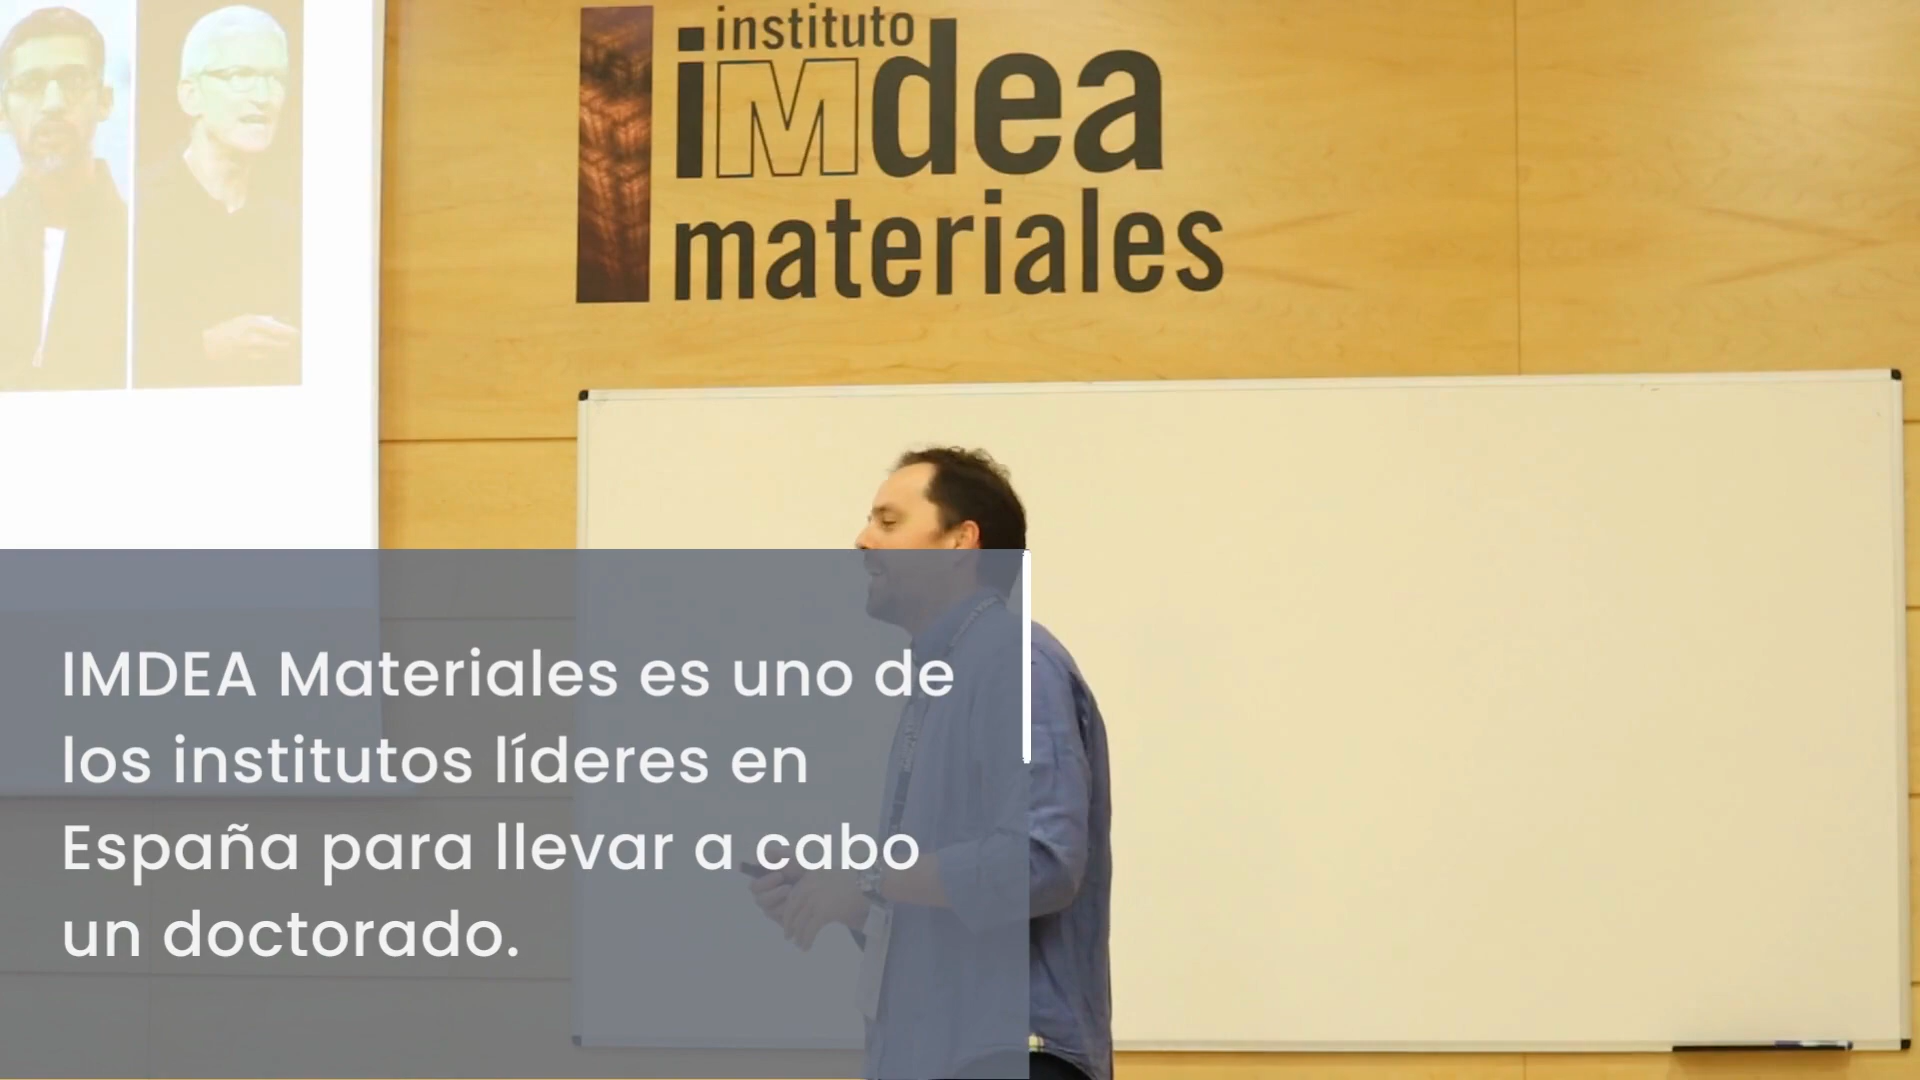 instituto
iMdea
materiales
IMDEA Materiales es uno de
los institutos líderes en
España para llevar a cabo
un doctorado.